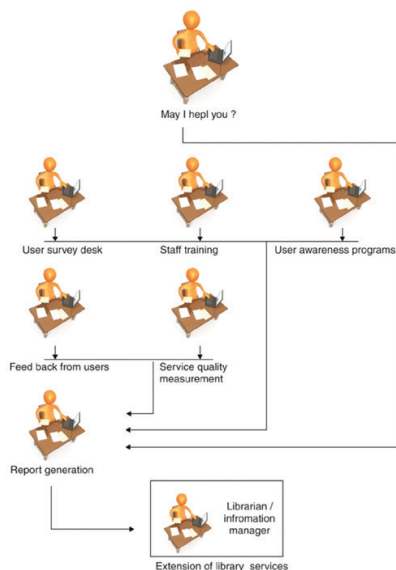 May I hepl you ?
User survey desk
Staff training
User awareness programs
Feed back from users
Service quality
measurement
Report generation
Librarian /
infromation
manager
Extension of library services